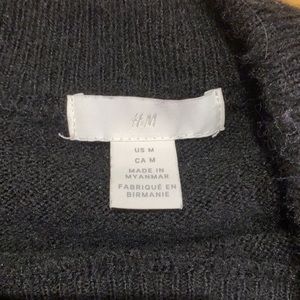 H&M
US M
CA M
MADE IN
MYANMAR
FABRIQUÉ EN
BIRMANIE